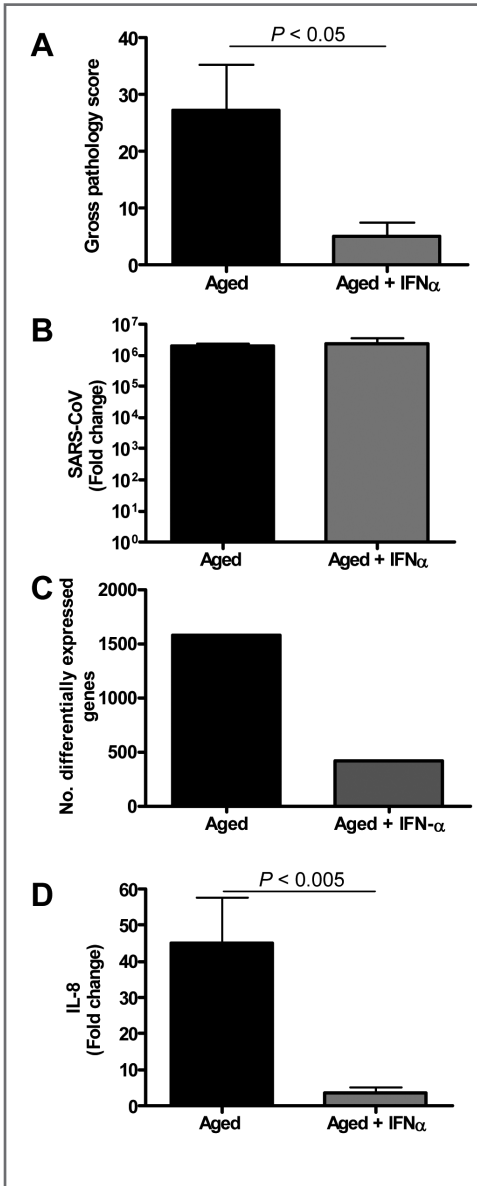 A
P < 0.05
Gross pathology score
40
30
20
10
0
Aged
Aged + IFNα
B
SARS-CoV
(Fold change)
10⁷
10⁶
10⁵
10⁴
10³
10²
10¹
10⁰
Aged
Aged + IFNα
C
No. differentially expressed
genes
2000
1500
1000
500
0
Aged
Aged + IFN-α
D
P < 0.005
IL-8
(Fold change)
60
50
40
30
20
10
0
Aged
Aged + IFNα